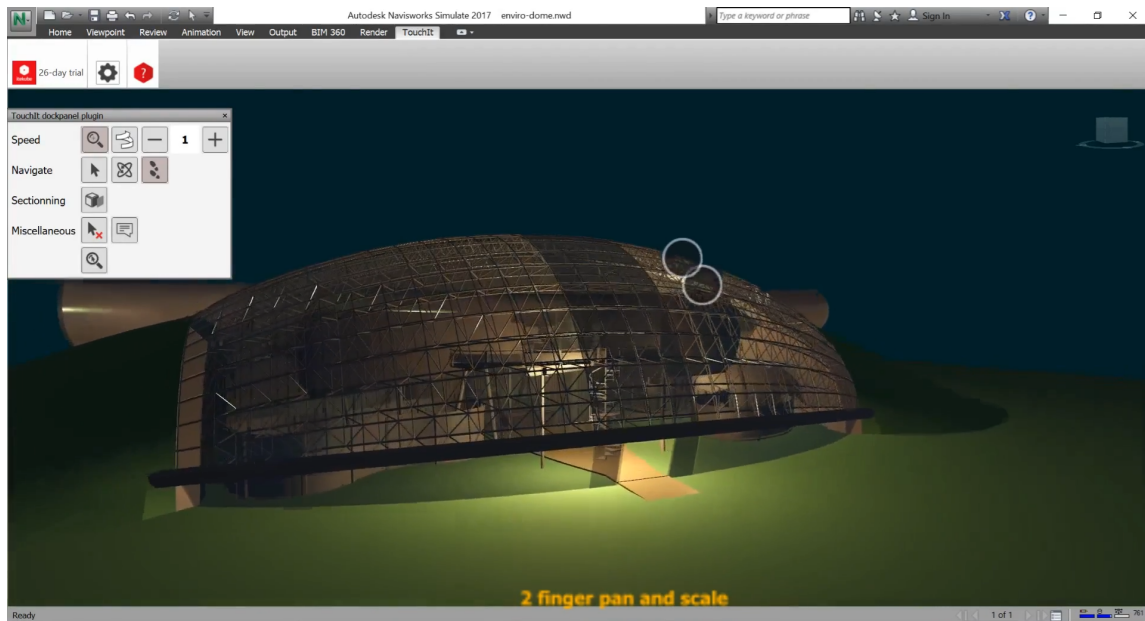 Autodesk Navisworks Simulate 2017 enviro-dome.nwd
Type a keyword or phrase
Sign In
Home Viewpoint Review Animation View Output BIM 360 Render TouchIt
26-day trial
TouchIt dockpanel plugin
Speed 1
Navigate
Sectionning
Miscellaneous
2 finger pan and scale
Ready
1 of 1
761